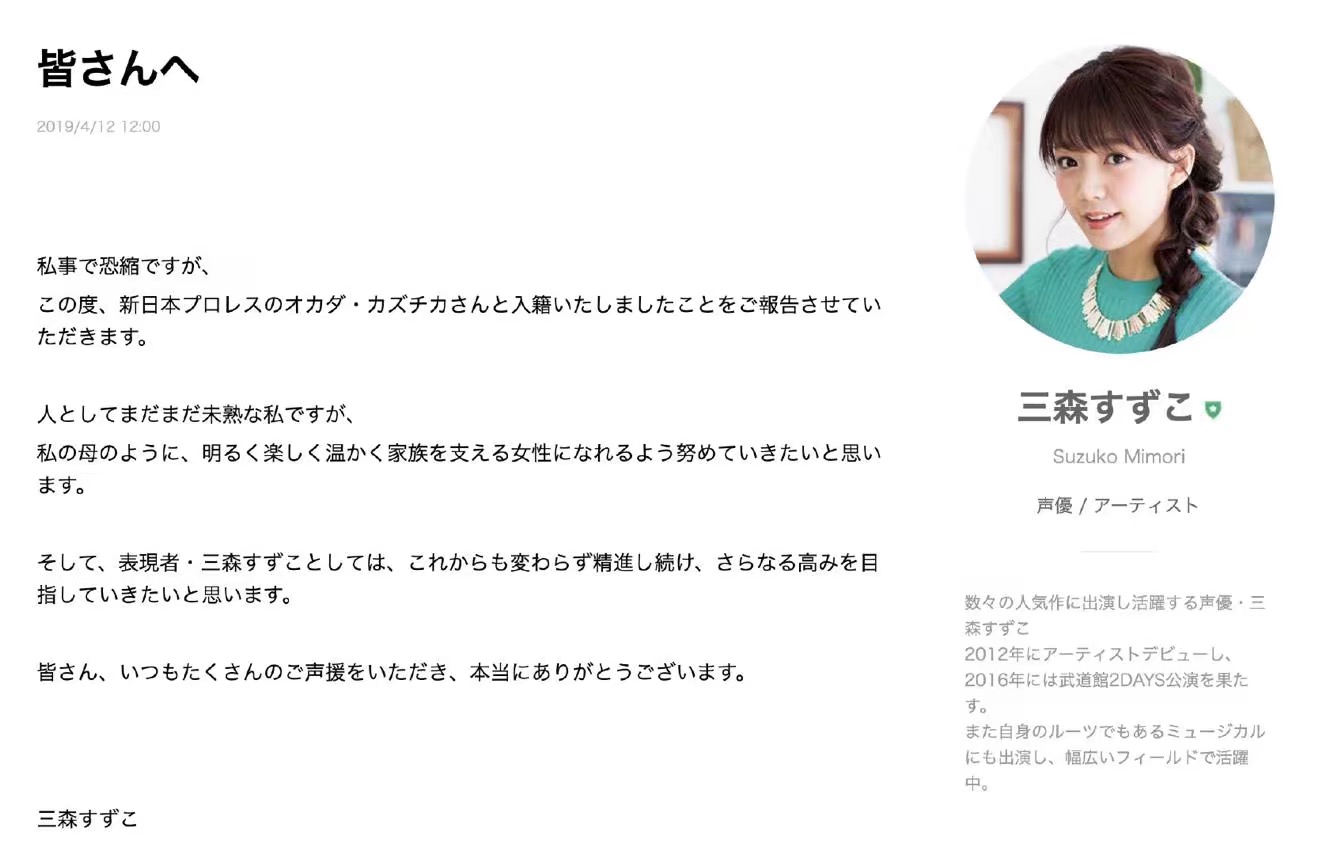 皆さんへ
2019/4/12 12:00
私事で恐縮ですが、
この度、新日本プロレスのオカダ・カズチカさんと入籍いたしましたことをご報告させてい
ただきます。
人としてまだまだ未熟な私ですが、
私の母のように、明るく楽しく温かく家族を支える女性になれるよう努めていきたいと思い
ます。
そして、表現者・三森すずことしては、これからも変わらず精進し続け、さらなる高みを目
指していきたいと思います。
皆さん、いつもたくさんのご声援をいただき、本当にありがとうございます。
三森すずこ
三森すずこ
Suzuko Mimori
声優 / アーティスト
数々の人気作に出演し活躍する声優・三
森すずこ
2012年にアーティストデビューし、
2016年には武道館2DAYS公演を果た
す。
また自身のルーツでもあるミュージカル
にも出演し、幅広いフィールドで活躍
中。